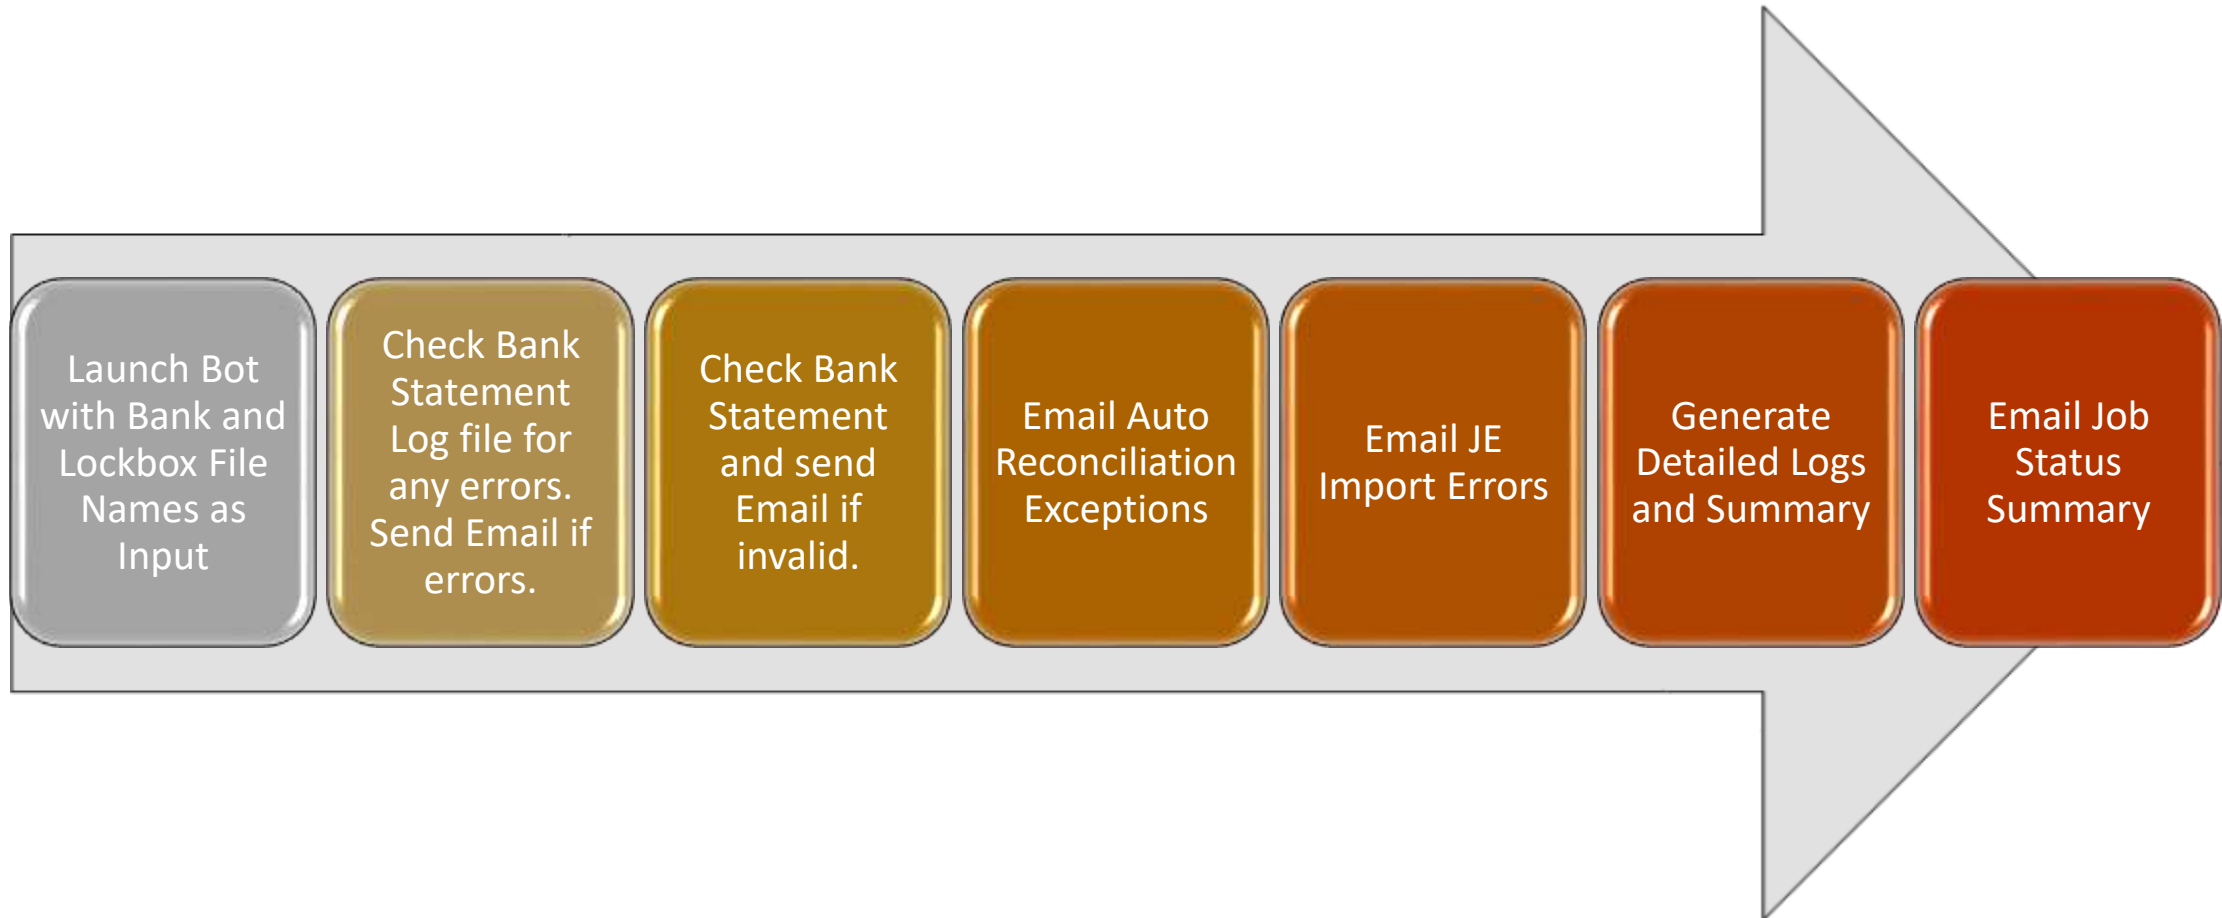 Launch Bot
with Bank and
Lockbox File
Names as
Input
Check Bank
Statement
Log file for
any errors.
Send Email if
errors.
Check Bank
Statement
and send
Email if
invalid.
Email Auto
Reconciliation
Exceptions
Email JE
Import Errors
Generate
Detailed Logs
and Summary
Email Job
Status
Summary